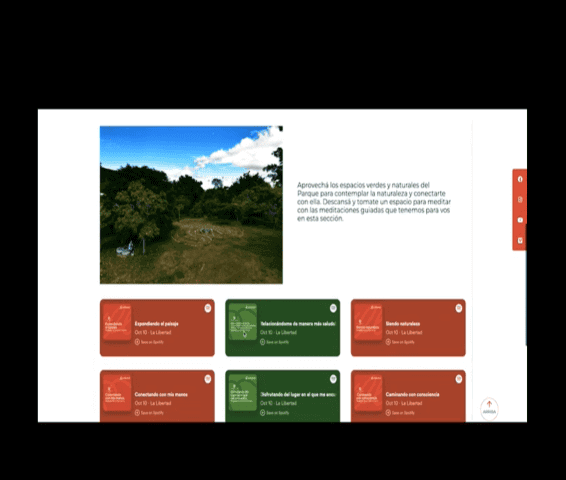 Aprovechá los espacios verdes y naturales del
Parque para contemplar la naturaleza y conectarte
con ella. Descansá y tomate un espacio para meditar
con las meditaciones guiadas que tenemos para vos
en esta sección.
Expandiendo el paisaje
Oct 10 · La Libertad
Save on Spotify
Relacionándome de manera más saludable
Oct 10 · La Libertad
Save on Spotify
Siendo naturaleza
Oct 10 · La Libertad
Save on Spotify
Conectando con mis manos
Oct 10 · La Libertad
Save on Spotify
Disfrutando del lugar en el que me
Oct 10 · La Libertad
Save on Spotify
Caminando con consciencia
Oct 10 · La Libertad
Save on Spotify
ARRIBA